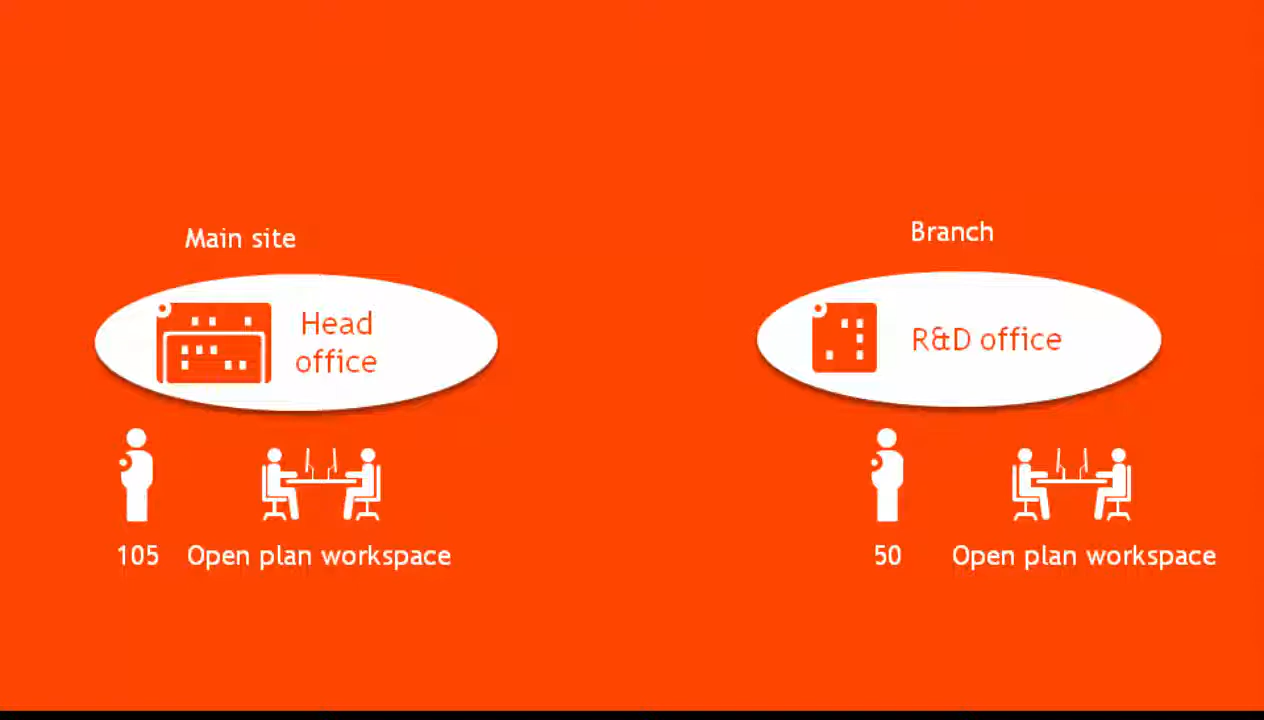 Main site
Head
office
105
Open plan workspace
Branch
R&D office
50
Open plan workspace